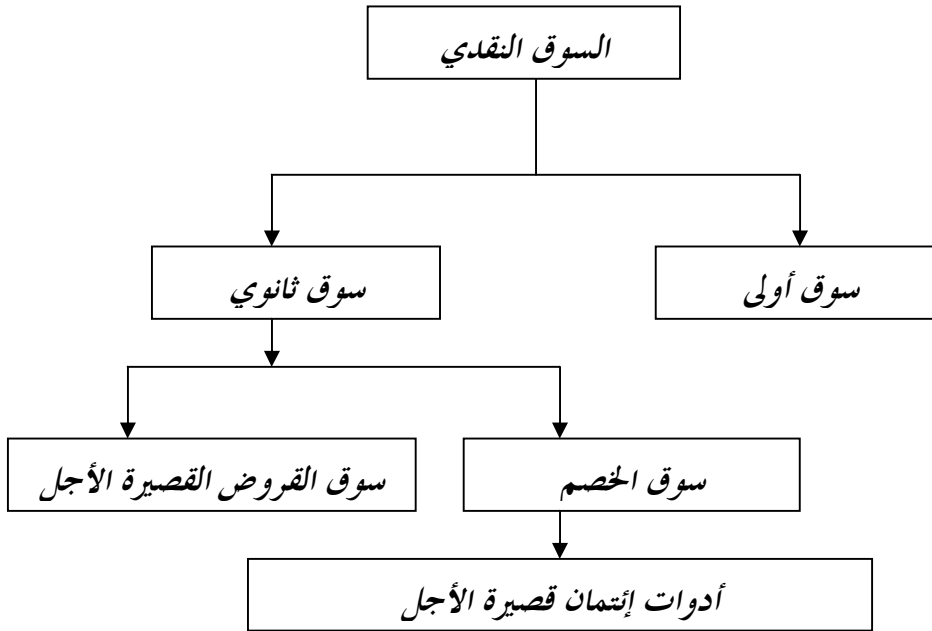 السوق النقدي
سوق أولى
سوق ثانوي
سوق الخصم
سوق القروض القصيرة الأجل
أدوات إئتمان قصيرة الأجل